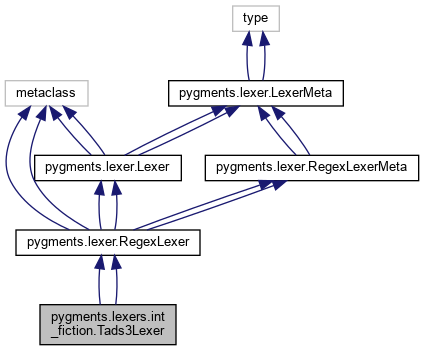 type
metaclass
pygments.lexer.LexerMeta
pygments.lexer.Lexer
pygments.lexer.RegexLexerMeta
pygments.lexer.RegexLexer
pygments.lexers.int
_fiction.Tads3Lexer